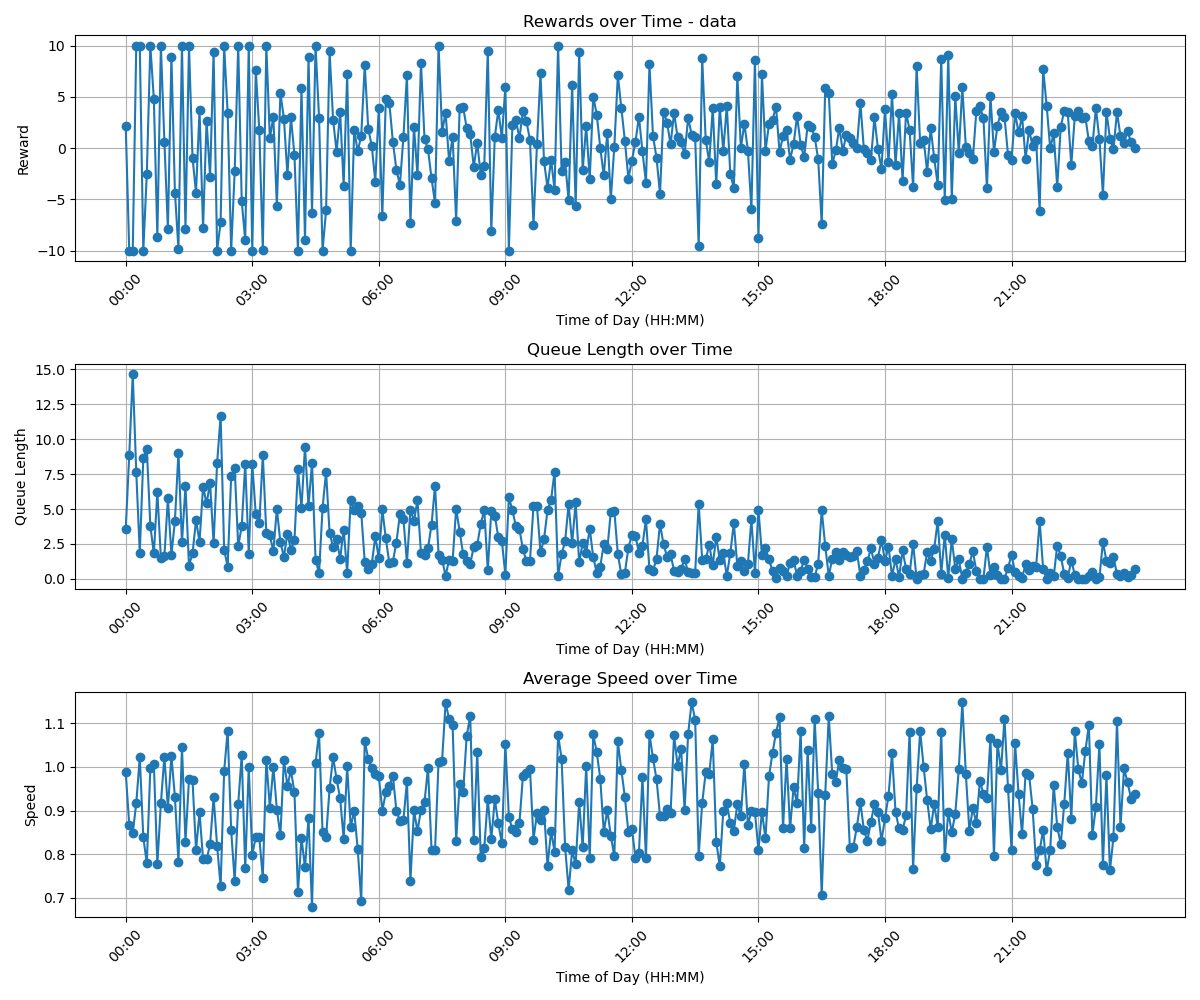 Rewards over Time - data
10
5
0
−5
−10
Reward
00:00 03:00 06:00 09:00 12:00 15:00 18:00 21:00
Time of Day (HH:MM)
Queue Length over Time
15.0
12.5
10.0
7.5
5.0
2.5
0.0
Queue Length
00:00 03:00 06:00 09:00 12:00 15:00 18:00 21:00
Time of Day (HH:MM)
Average Speed over Time
1.1
1.0
0.9
0.8
0.7
Speed
00:00 03:00 06:00 09:00 12:00 15:00 18:00 21:00
Time of Day (HH:MM)